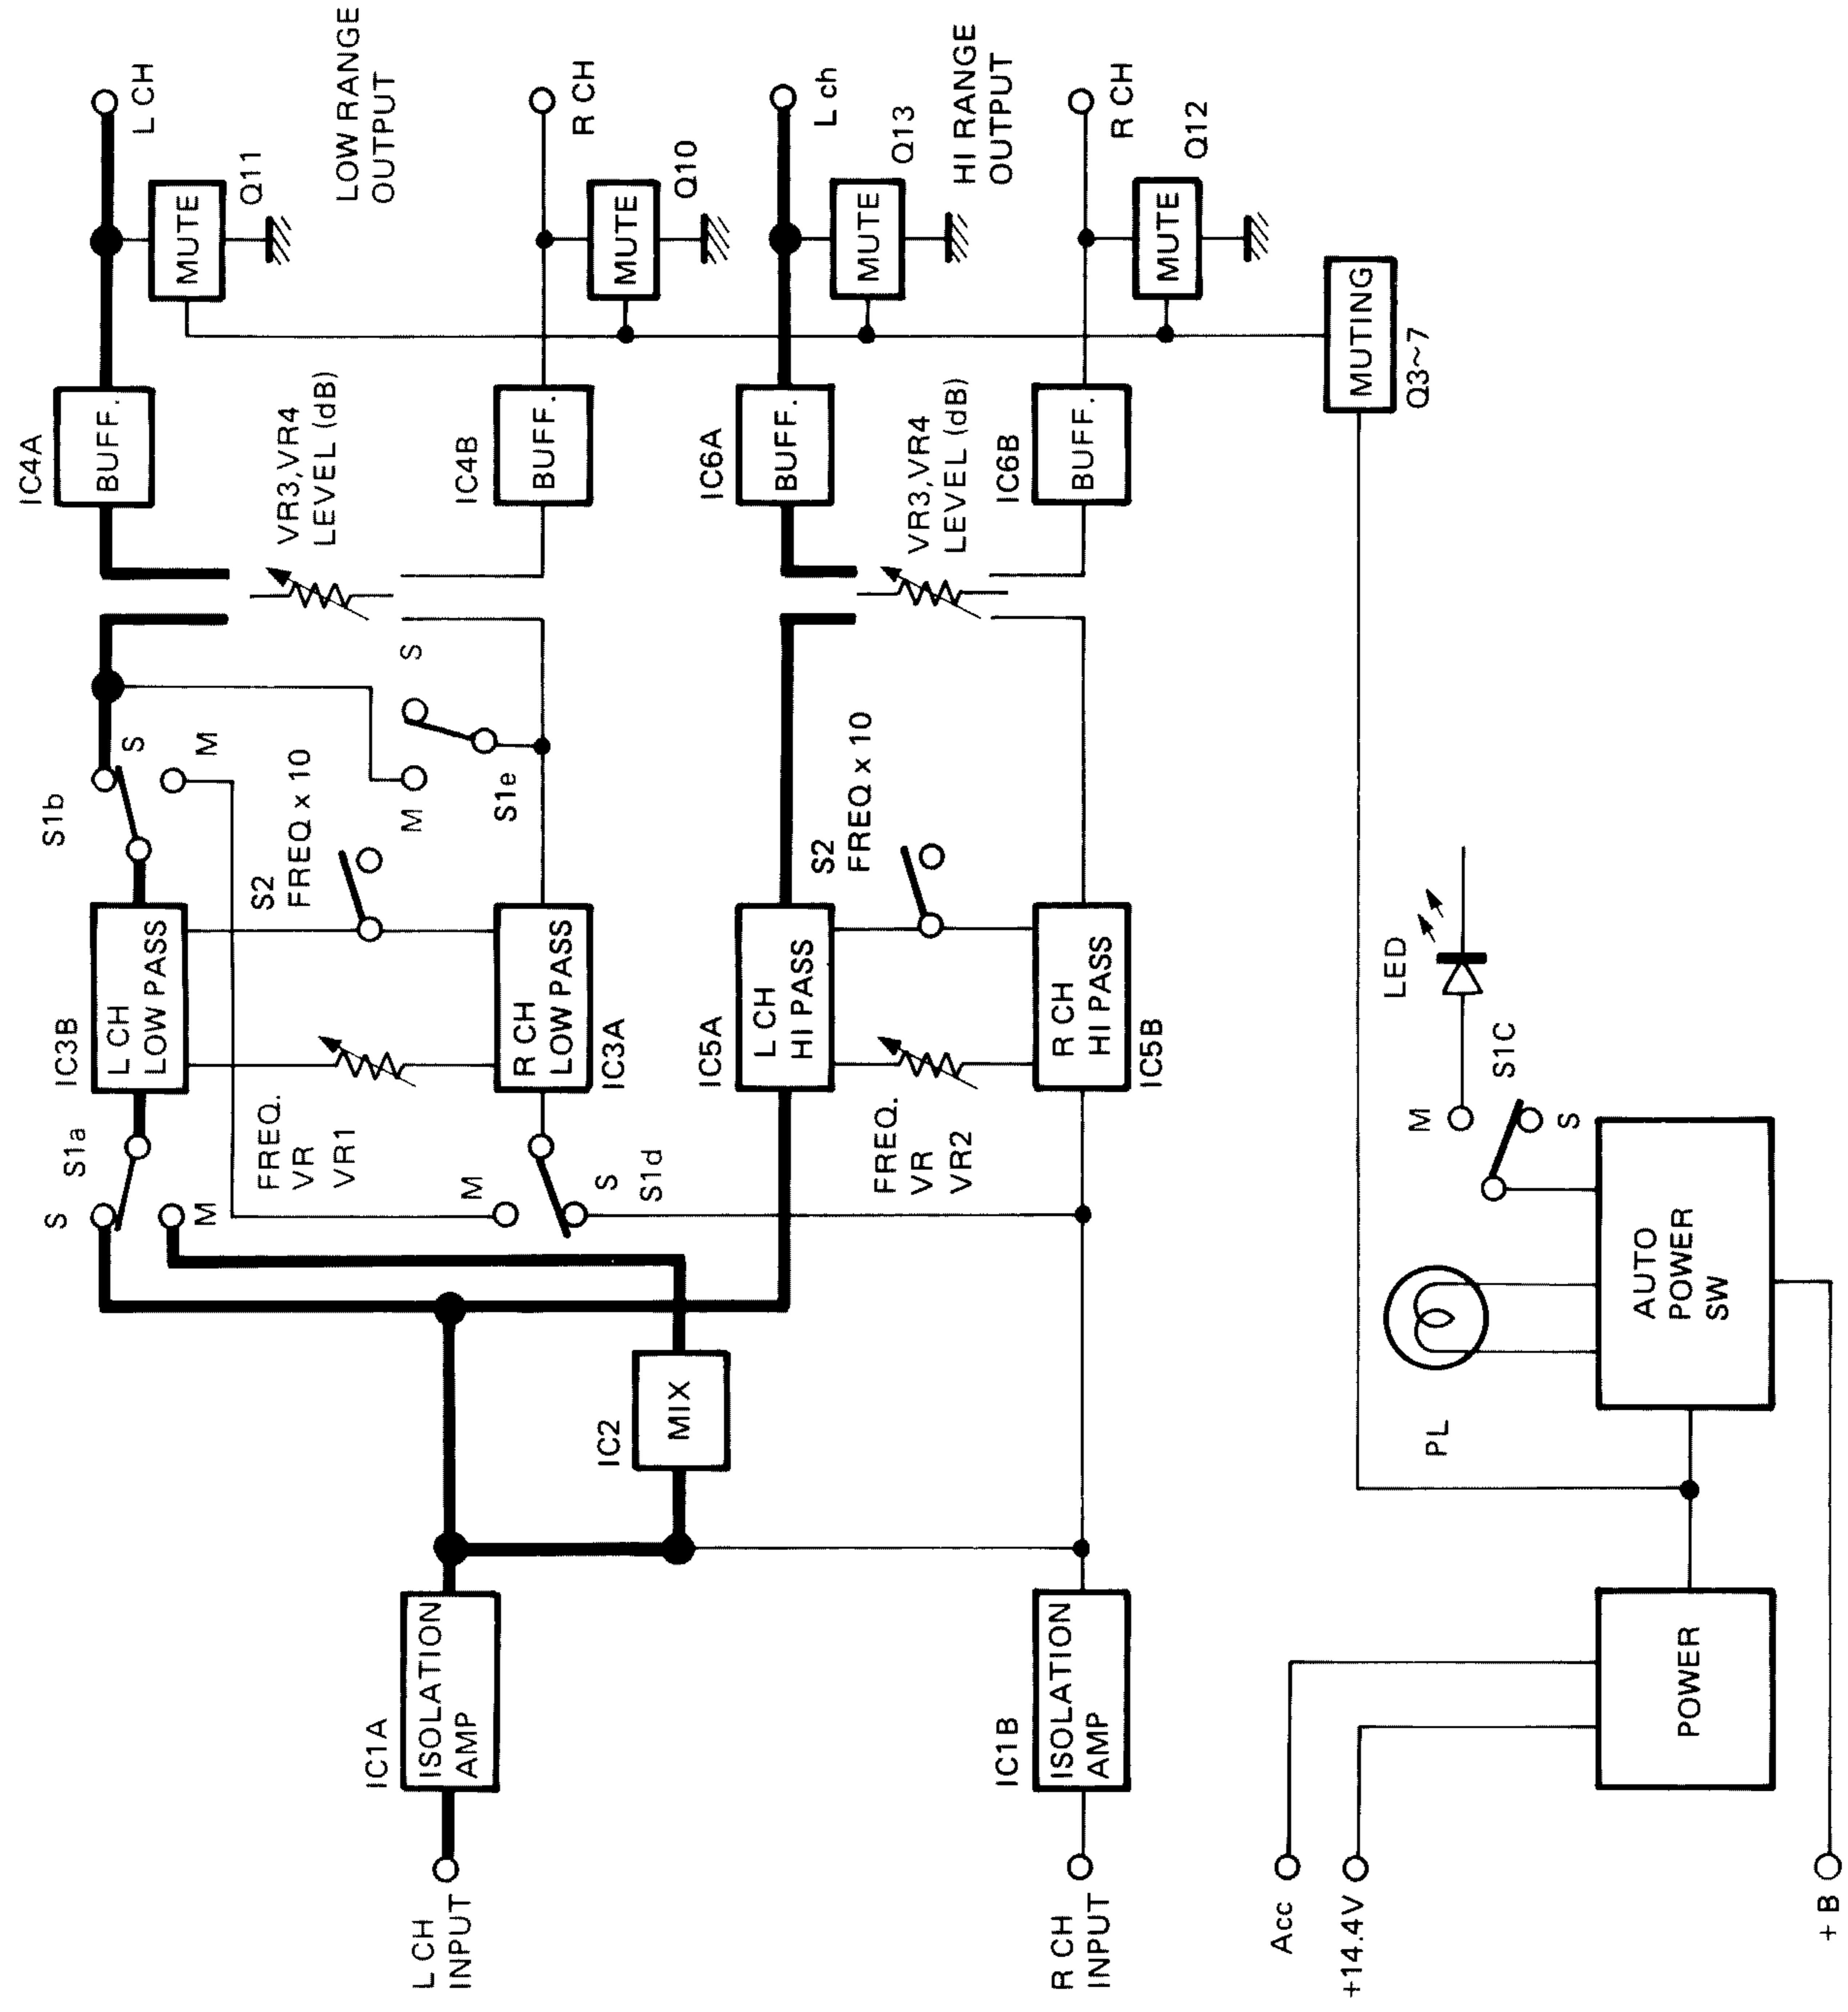 L CH
INPUT
IC1A
ISOLATION
AMP
IC2
MIX
S1a
S
M
IC3B
L CH
LOW PASS
S1b
S
M
FREQ.
VR
VR1
S2
FREQ x 10
M
S
S1d
R CH
LOW PASS
IC3A
S
M
S1e
VR3,VR4
LEVEL (dB)
IC4A
BUFF.
MUTE
Q11
L CH
LOW RANGE
OUTPUT
IC4B
BUFF.
MUTE
Q10
R CH
R CH
INPUT
IC1B
ISOLATION
AMP
IC5A
L CH
HI PASS
FREQ.
VR
VR2
S2
FREQ x 10
R CH
HI PASS
IC5B
VR3,VR4
LEVEL (dB)
IC6A
BUFF.
MUTE
Q13
L ch
HI RANGE
OUTPUT
IC6B
BUFF.
MUTE
Q12
R CH
MUTING
Q3~7
Acc
+14.4V
+ B
POWER
PL
AUTO
POWER
SW
M
S
S1C
LED